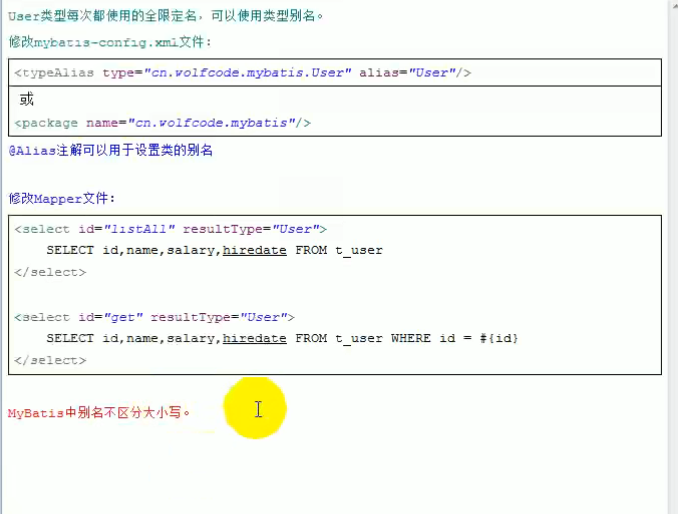 User类型每次都使用的全限定名，可以使用类型别名。
修改mybatis-config.xml文件:
<typeAlias type="cn.wolfcode.mybatis.User" alias="User"/>
或
<package name="cn.wolfcode.mybatis"/>
@Alias注解可以用于设置类的别名
修改Mapper文件:
<select id="listAll" resultType="User">
SELECT id,name,salary,hiredate FROM t_user
</select>
<select id="get" resultType="User">
SELECT id,name,salary,hiredate FROM t_user WHERE id = #{id}
</select>
MyBatis中别名不区分大小写。